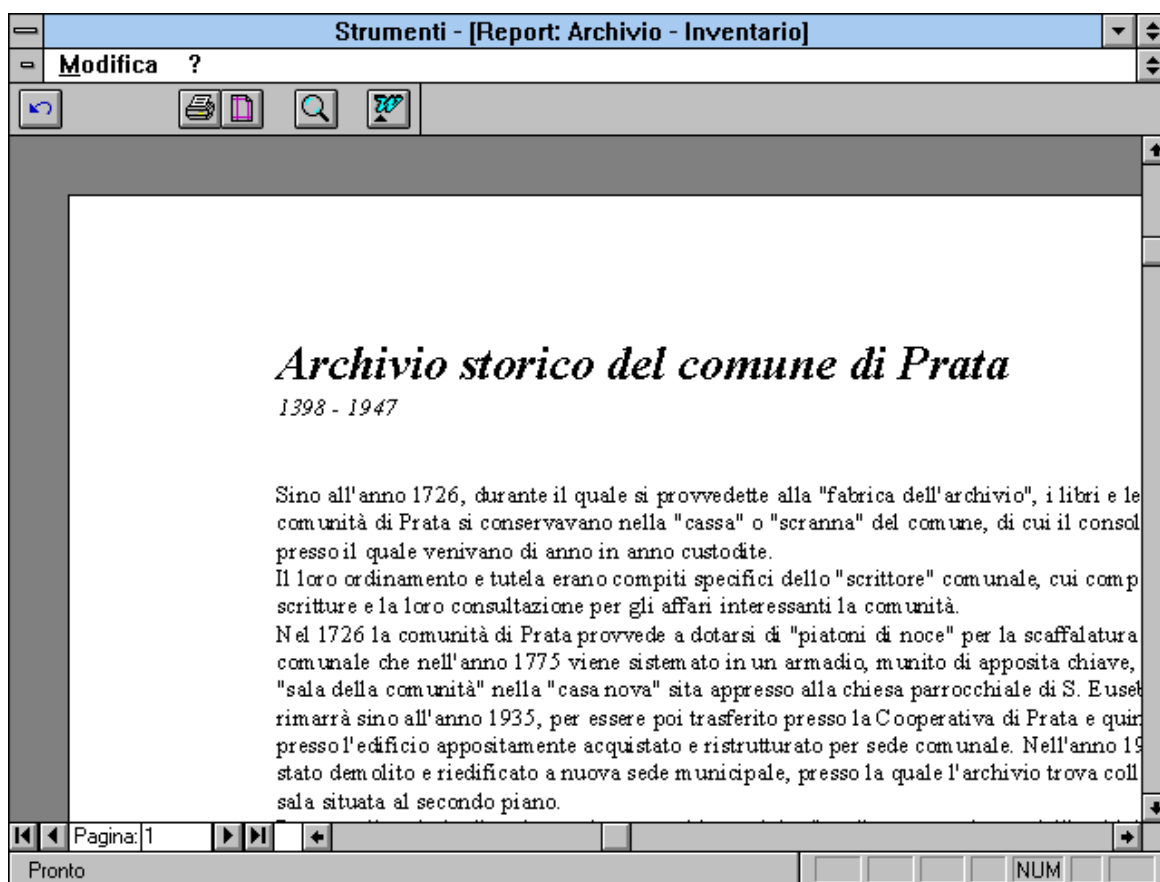 Strumenti - [Report: Archivio - Inventario]
Modifica ?
Archivio storico del comune di Prata
1398 - 1947
Sino all'anno 1726, durante il quale si provvedette alla "fabrica dell'archivio", i libri e le
comunità di Prata si conservavano nella "cassa" o "scranna" del comune, di cui il consol
presso il quale venivano di anno in anno custodite.
Il loro ordinamento e tutela erano compiti specifici dello "scrittore" comunale, cui comp
scritture e la loro consultazione per gli affari interessanti la comunità.
Nel 1726 la comunità di Prata provvede a dotarsi di "piatoni di noce" per la scaffalatura
comunale che nell'anno 1775 viene sistemato in un armadio, munito di apposita chiave,
"sala della comunità" nella "casa nova" sita appresso alla chiesa parrocchiale di S. Euseb
rimarrà sino all'anno 1935, per essere poi trasferito presso la Cooperativa di Prata e quin
presso l'edificio appositamente acquistato e ristrutturato per sede comunale. Nell'anno 19
stato demolito e riedificato a nuova sede municipale, presso la quale l'archivio trova coll
sala situata al secondo piano.
Pagina: 1
Pronto NUM